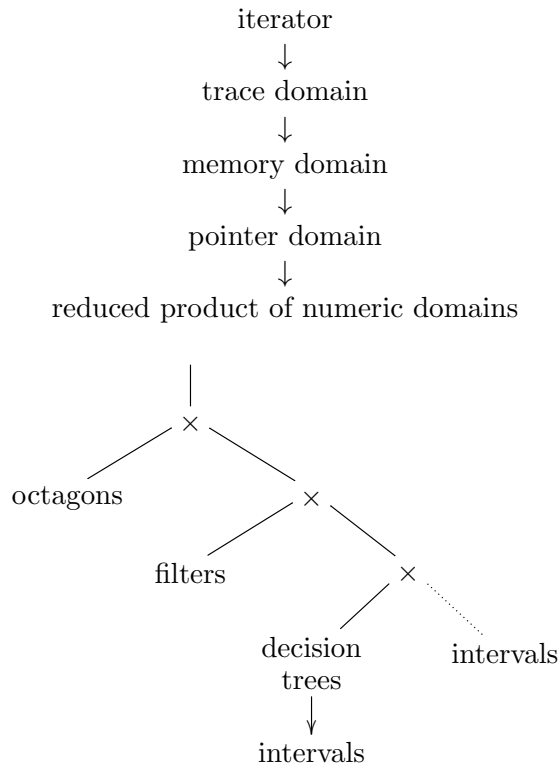 iterator
↓
trace domain
↓
memory domain
↓
pointer domain
↓
reduced product of numeric domains
×
octagons
×
filters
×
decision
trees
intervals
intervals